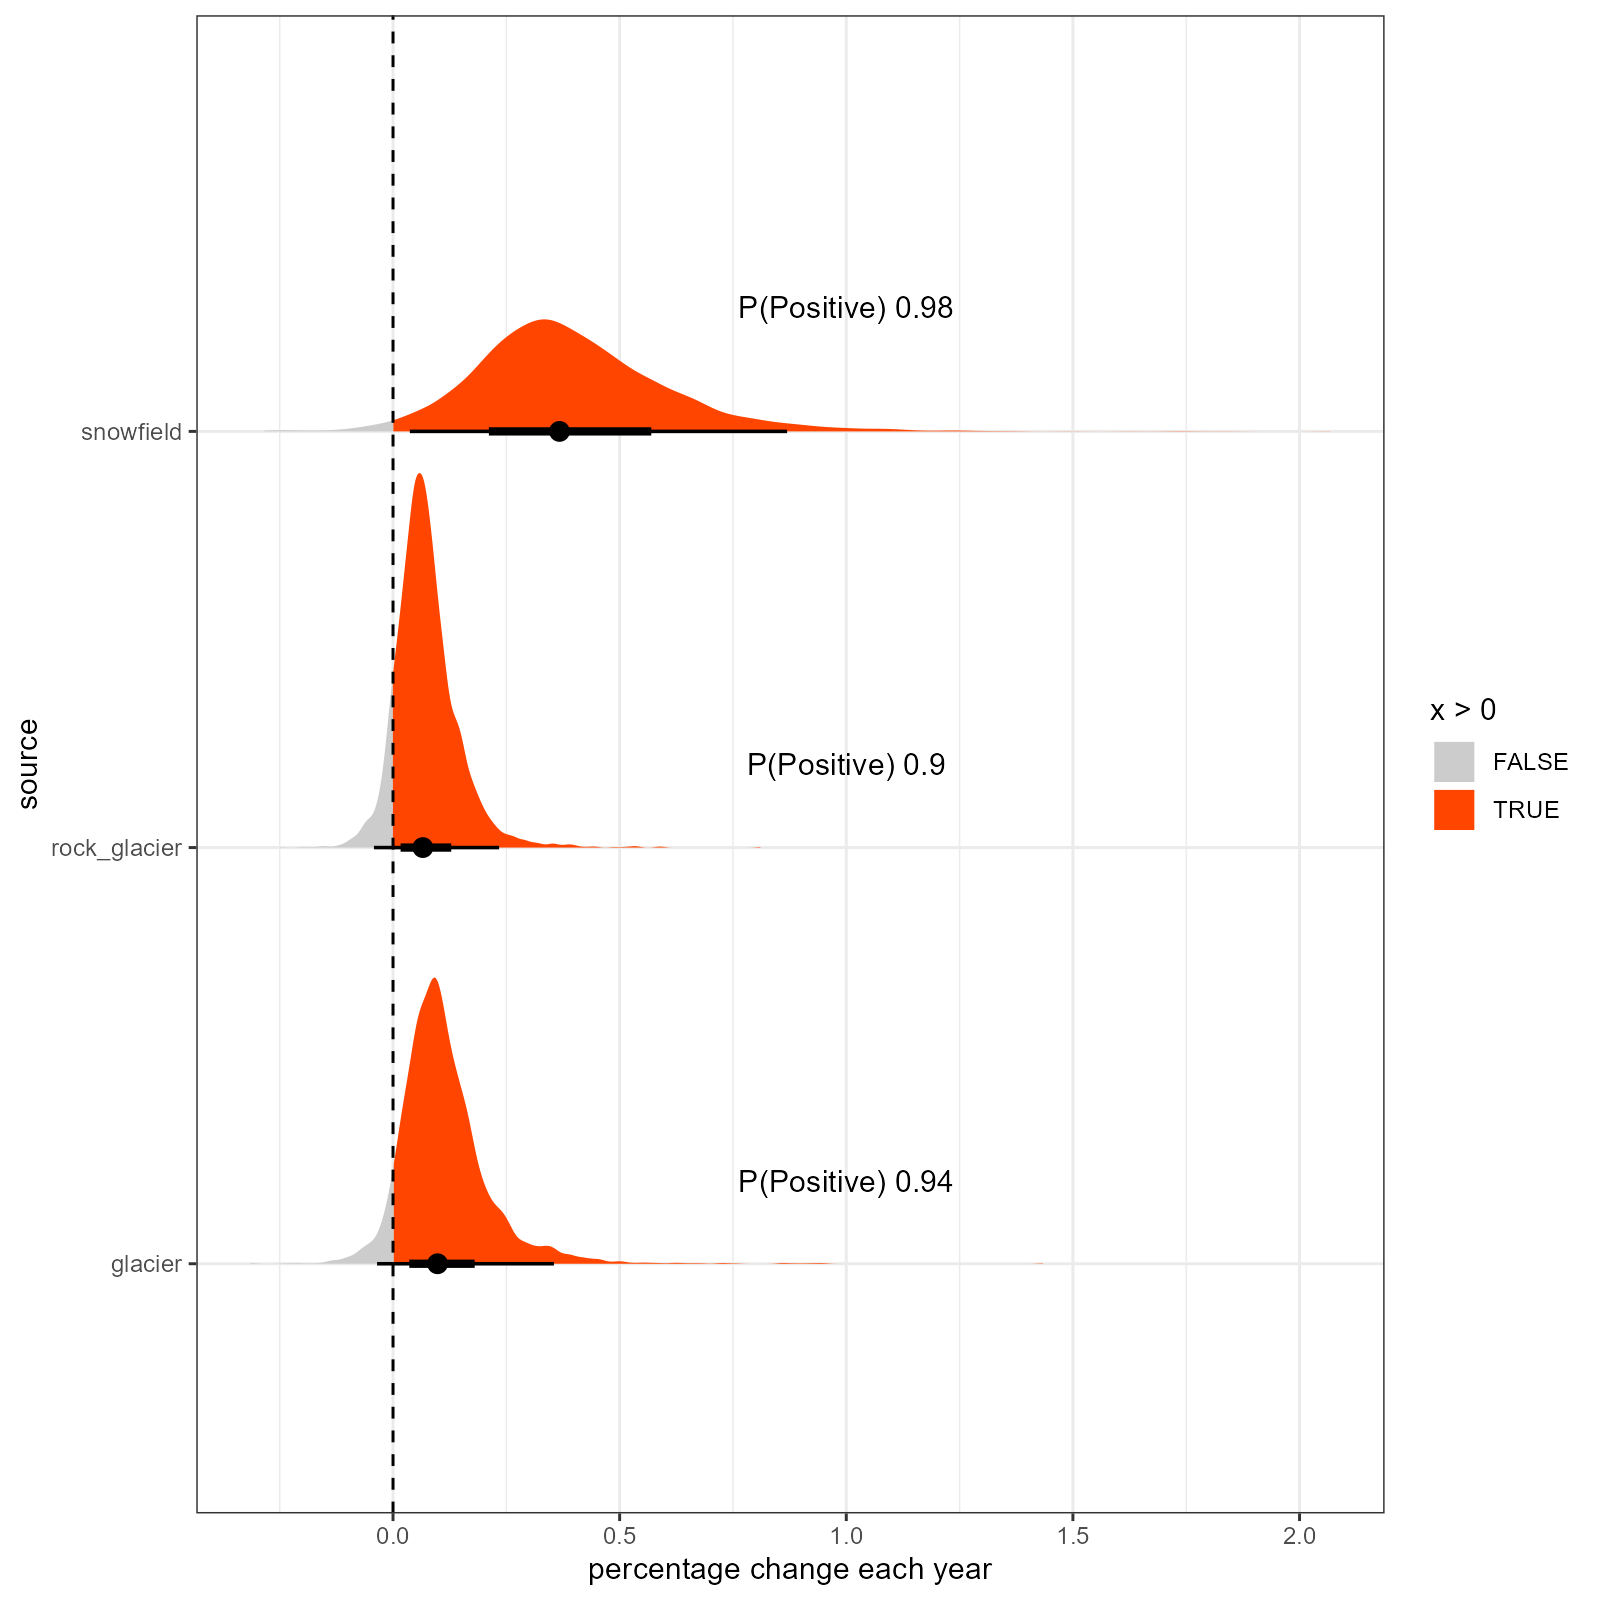 P(Positive) 0.98
snowfield
P(Positive) 0.9
rock_glacier
P(Positive) 0.94
glacier
source
0.0 0.5 1.0 1.5 2.0
percentage change each year
x > 0
FALSE
TRUE